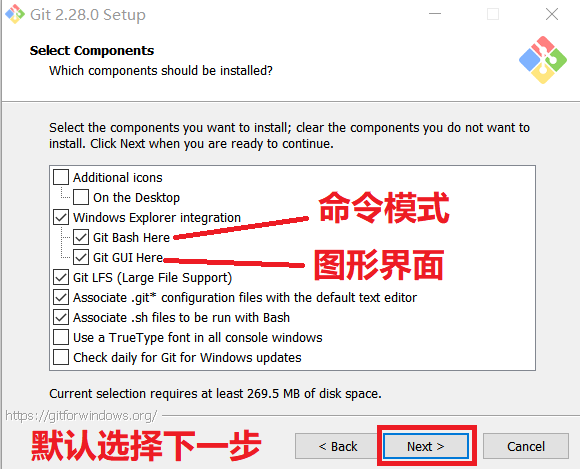 Git 2.28.0 Setup
Select Components
Which components should be installed?
Select the components you want to install; clear the components you do not want to
install. Click Next when you are ready to continue.
Additional icons
On the Desktop
Windows Explorer integration
Git Bash Here
命令模式
Git GUI Here
图形界面
Git LFS (Large File Support)
Associate .git* configuration files with the default text editor
Associate .sh files to be run with Bash
Use a TrueType font in all console windows
Check daily for Git for Windows updates
Current selection requires at least 269.5 MB of disk space.
https://gitforwindows.org/
默认选择下一步
< Back
Next >
Cancel